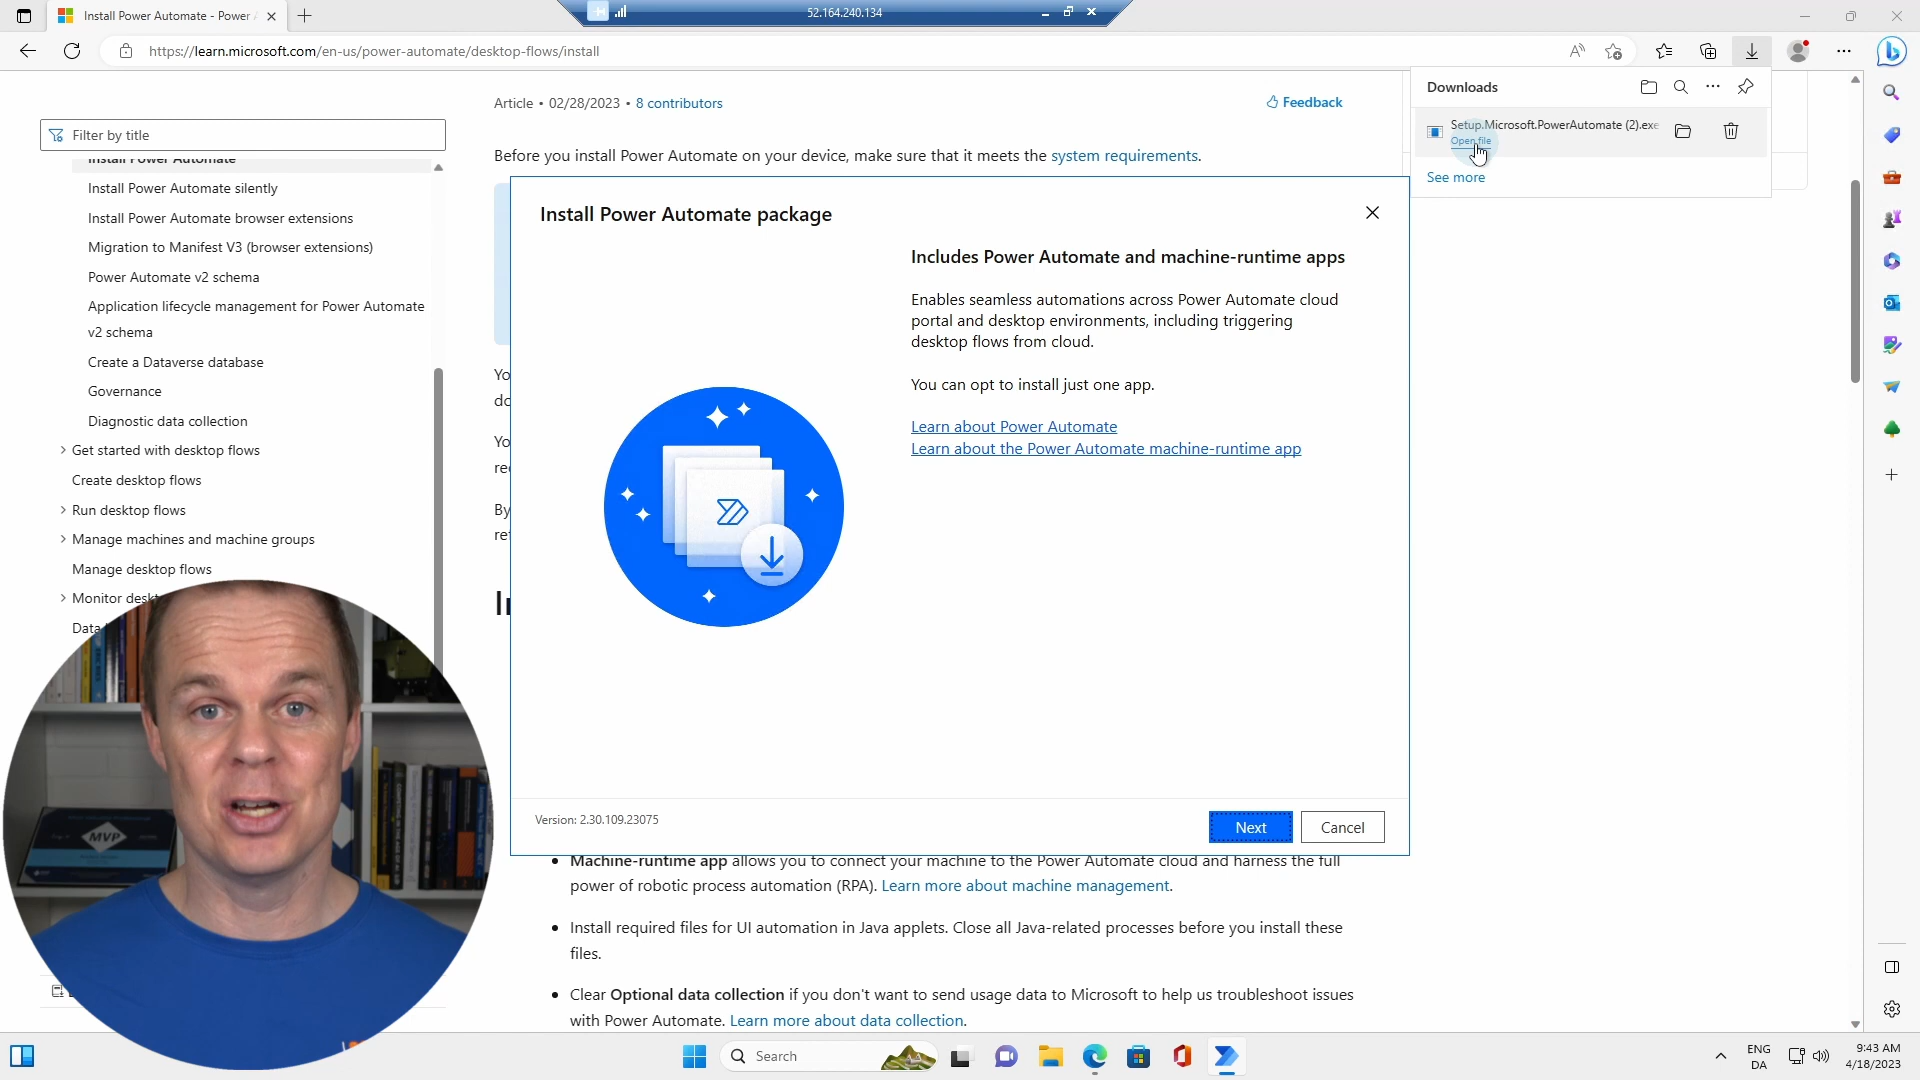 Install Power Automate - Power A
52.164.240.134
https://learn.microsoft.com/en-us/power-automate/desktop-flows/install
Downloads
Setup.Microsoft.PowerAutomate (2).exe
Open file
See more
Article • 02/28/2023 • 8 contributors
Feedback
Filter by title
Install Power Automate
Install Power Automate silently
Install Power Automate browser extensions
Migration to Manifest V3 (browser extensions)
Power Automate v2 schema
Application lifecycle management for Power Automate
v2 schema
Create a Dataverse database
Governance
Diagnostic data collection
Get started with desktop flows
Create desktop flows
Run desktop flows
Manage machines and machine groups
Manage desktop flows
Monitor deskt
Data
Before you install Power Automate on your device, make sure that it meets the system requirements.
Yo
do
Yo
rec
By
ret
Install Power Automate package
Includes Power Automate and machine-runtime apps
Enables seamless automations across Power Automate cloud
portal and desktop environments, including triggering
desktop flows from cloud.
You can opt to install just one app.
Learn about Power Automate
Learn about the Power Automate machine-runtime app
Version: 2.30.109.23075
Next
Cancel
Machine-runtime app allows you to connect your machine to the Power Automate cloud and harness the full
power of robotic process automation (RPA). Learn more about machine management.
Install required files for UI automation in Java applets. Close all Java-related processes before you install these
files.
Clear Optional data collection if you don't want to send usage data to Microsoft to help us troubleshoot issues
with Power Automate. Learn more about data collection.
MVP
Search
ENG
DA
9:43 AM
4/18/2023